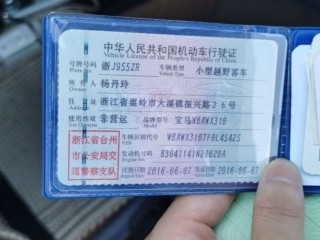 中华人民共和国机动车行驶证
Vehicle License of the People's Republic of China
号牌号码 浙J955ZR 车辆类型 小型越野客车
Plate No. Vehicle Type
所有人 杨丹玲
Owner
住址 浙江省温岭市大溪镇振兴路26号
Address
使用性质 非营运 品牌型号 宝马WBAWX310
Use Character Model
浙江省台州 车辆识别代号
市公安局交 VIN
通警察支队 发动机号码
Engine No.
注册日期 2016-06-07 发证日期 2016-06-07
Register Date Issue Date